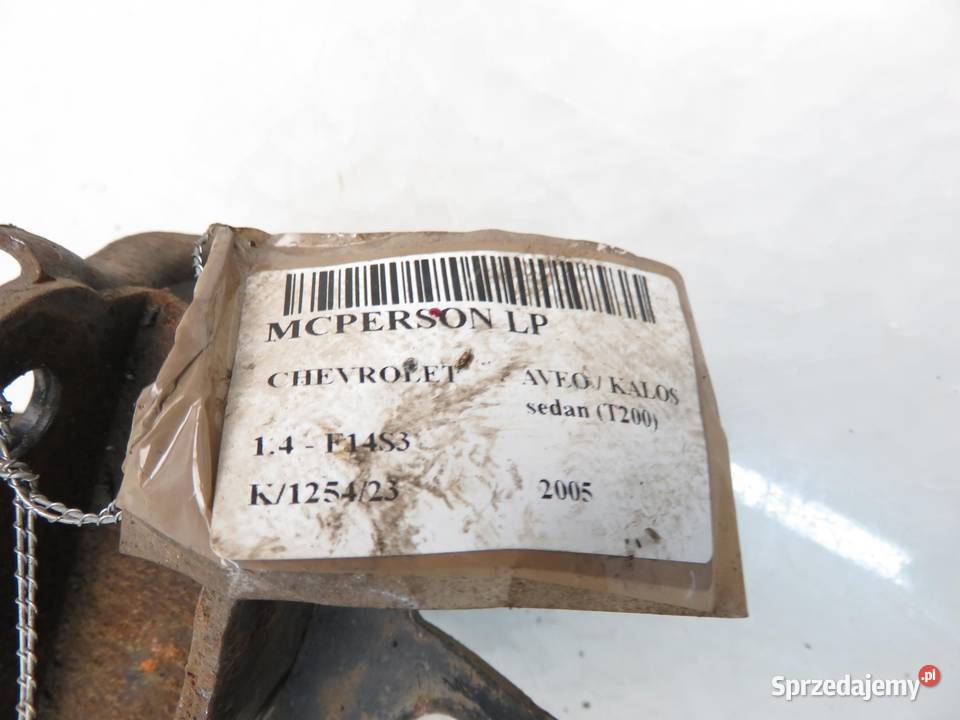 MCPERSON LP
CHEVROLET AVEO / KALOS
sedan (T200)
1.4 - F14S3
K/1254/23 2005
Sprzedajemy.pl